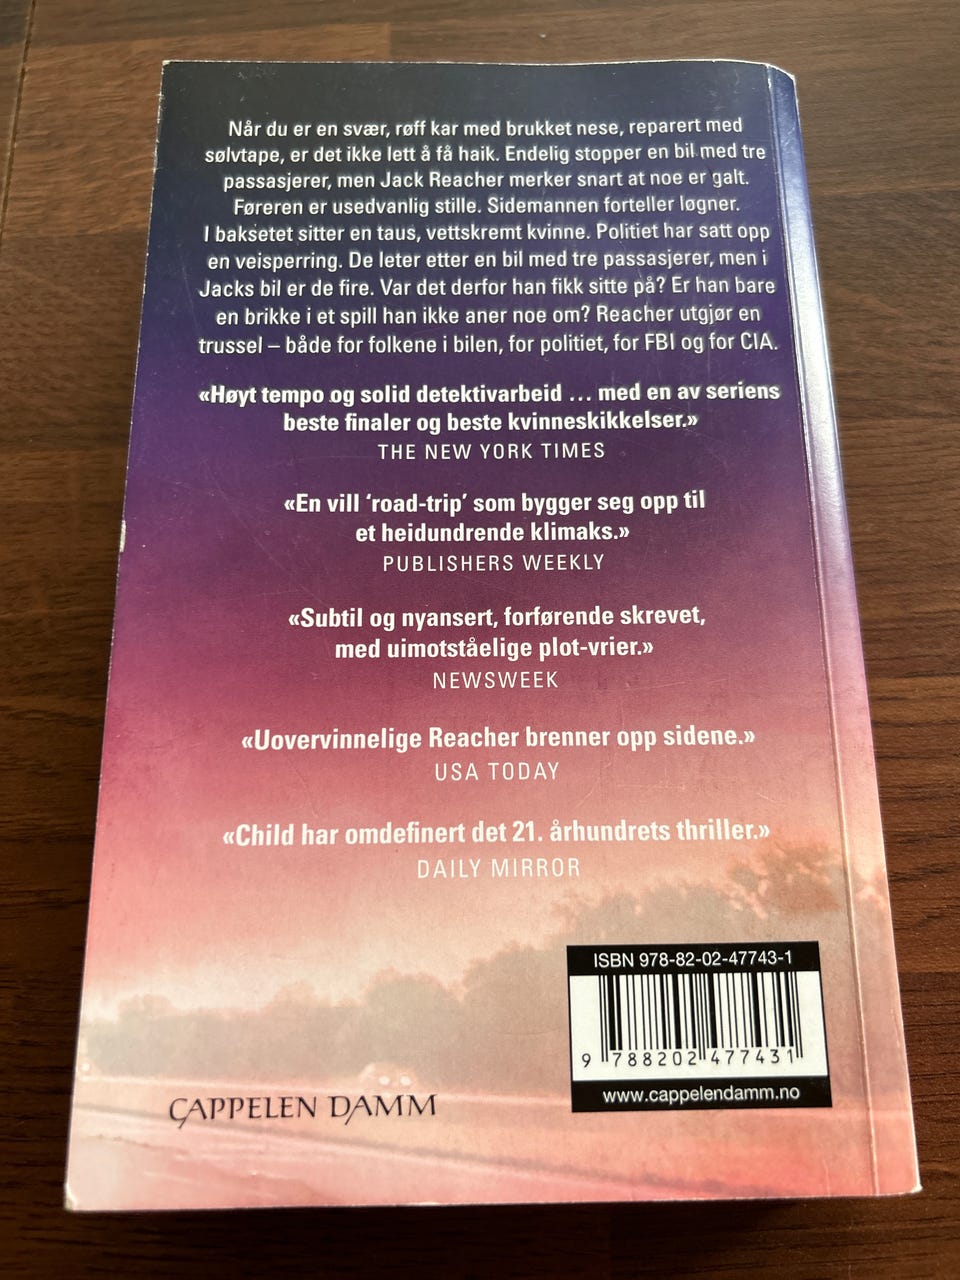 Når du er en svær, røff kar med brukket nese, reparert med
sølvtape, er det ikke lett å få haik. Endelig stopper en bil med tre
passasjerer, men Jack Reacher merker snart at noe er galt.
Føreren er usedvanlig stille. Sidemannen forteller løgner.
I baksetet sitter en taus, vettskremt kvinne. Politiet har satt opp
en veisperring. De leter etter en bil med tre passasjerer, men i
Jacks bil er de fire. Var det derfor han fikk sitte på? Er han bare
en brikke i et spill han ikke aner noe om? Reacher utgjør en
trussel – både for folkene i bilen, for politiet, for FBI og for CIA.
«Høyt tempo og solid detektivarbeid ... med en av seriens
beste finaler og beste kvinneskikkelser.»
THE NEW YORK TIMES
«En vill ‘road-trip’ som bygger seg opp til
et heidundrende klimaks.»
PUBLISHERS WEEKLY
«Subtil og nyansert, forførende skrevet,
med uimotståelige plot-vrier.»
NEWSWEEK
«Uovervinnelige Reacher brenner opp sidene.»
USA TODAY
«Child har omdefinert det 21. århundrets thriller.»
DAILY MIRROR
ISBN 978-82-02-47743-1
9 788202 477431
www.cappelendamm.no
CAPPELEN DAMM